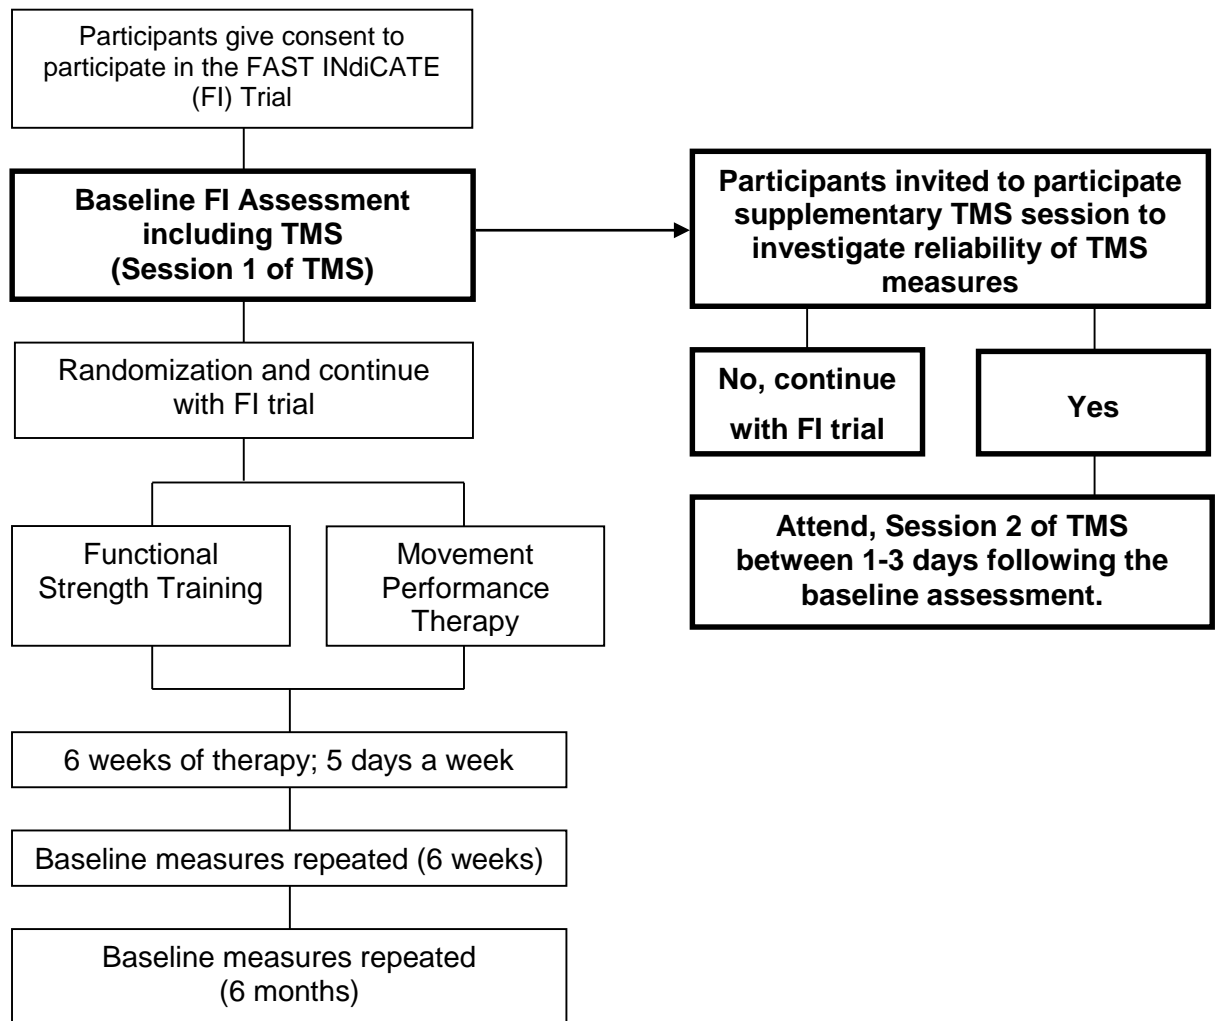 Participants give consent to
participate in the FAST INdiCATE
(FI) Trial
Baseline FI Assessment
including TMS
(Session 1 of TMS)
Participants invited to participate
supplementary TMS session to
investigate reliability of TMS
measures
Randomization and continue
with FI trial
No, continue
with FI trial
Yes
Functional
Strength Training
Movement
Performance
Therapy
Attend, Session 2 of TMS
between 1-3 days following the
baseline assessment.
6 weeks of therapy; 5 days a week
Baseline measures repeated (6 weeks)
Baseline measures repeated
(6 months)